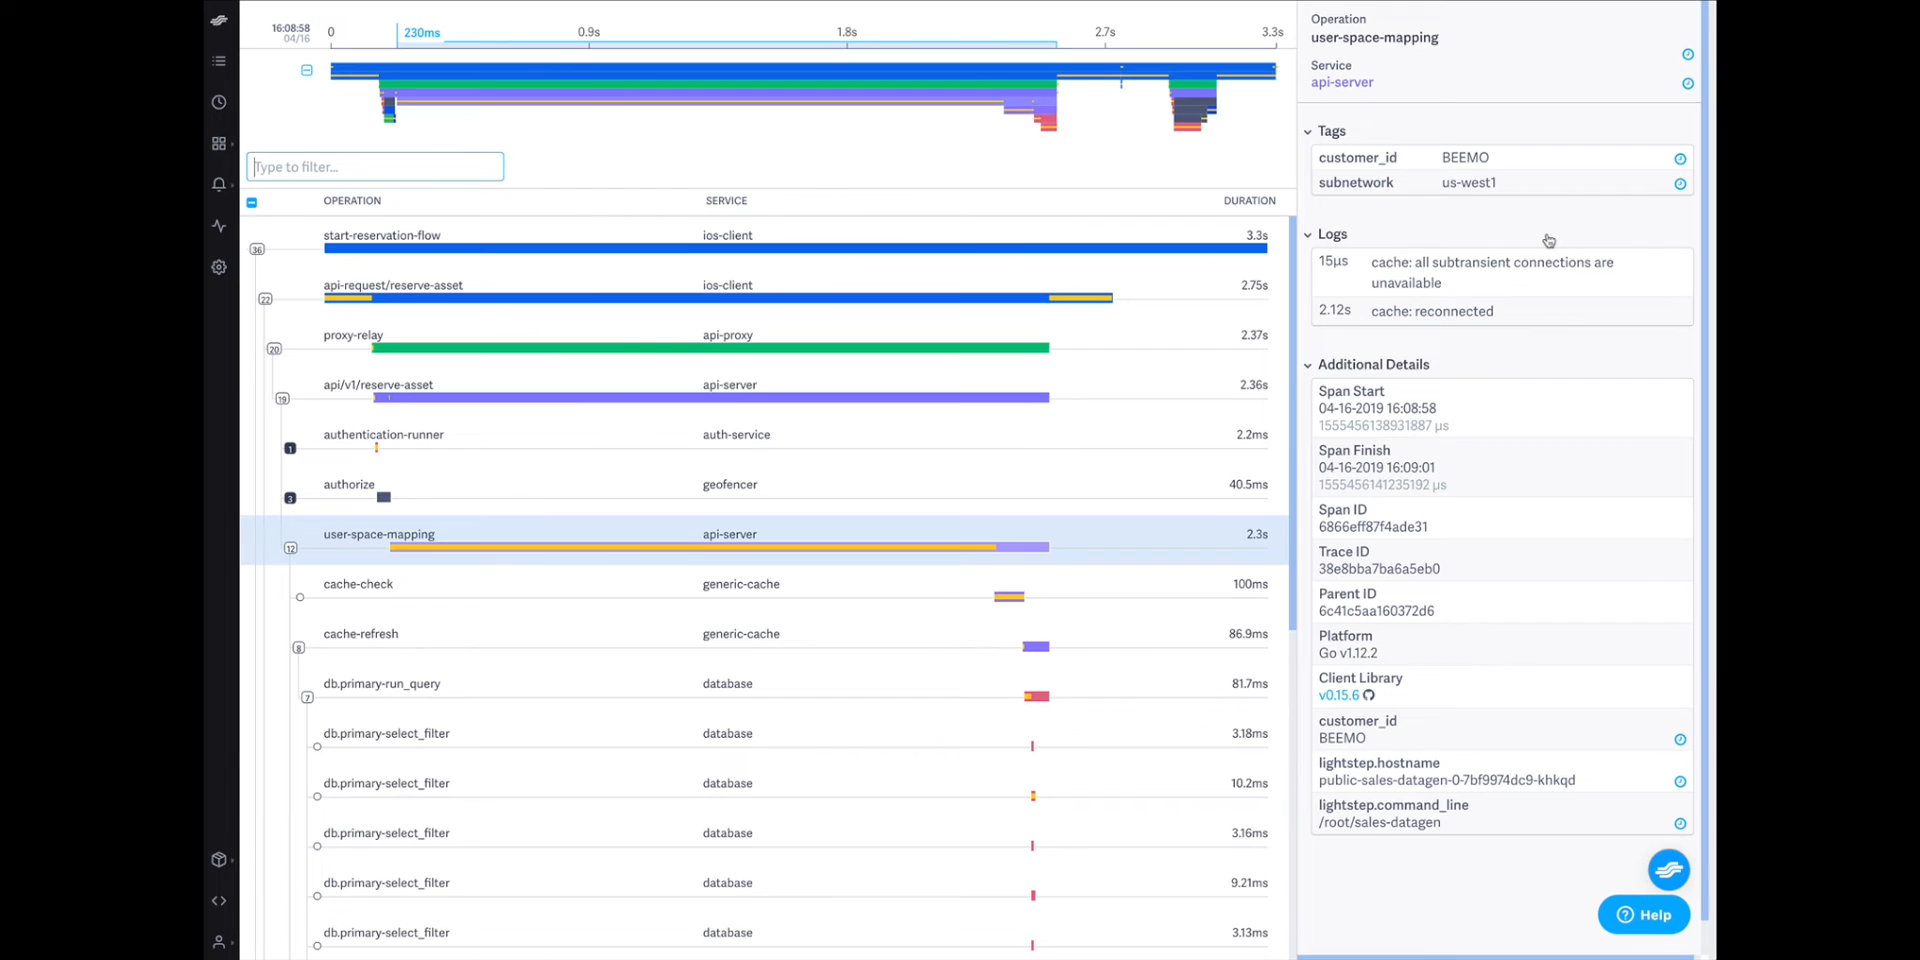 16:08:58
04/16
0
230ms
0.9s
1.8s
2.7s
3.3s
Type to filter...
OPERATION SERVICE DURATION
36
start-reservation-flow ios-client 3.3s
22
api-request/reserve-asset ios-client 2.75s
20
proxy-relay api-proxy 2.37s
19
api/v1/reserve-asset api-server 2.36s
1
authentication-runner auth-service 2.2ms
3
authorize geofencer 40.5ms
12
user-space-mapping api-server 2.3s
cache-check generic-cache 100ms
8
cache-refresh generic-cache 86.9ms
7
db.primary-run_query database 81.7ms
db.primary-select_filter database 3.18ms
db.primary-select_filter database 10.2ms
db.primary-select_filter database 3.16ms
db.primary-select_filter database 9.21ms
db.primary-select_filter database 3.13ms
Operation
user-space-mapping
Service
api-server
Tags
customer_id BEEMO
subnetwork us-west1
Logs
15µs cache: all subtransient connections are
unavailable
2.12s cache: reconnected
Additional Details
Span Start
04-16-2019 16:08:58
1555456138931887 µs
Span Finish
04-16-2019 16:09:01
1555456141235192 µs
Span ID
6866eff87f4ade31
Trace ID
38e8bba7ba6a5eb0
Parent ID
6c41c5aa160372d6
Platform
Go v1.12.2
Client Library
v0.15.6
customer_id
BEEMO
lightstep.hostname
public-sales-datagen-0-7bf9974dc9-khkqd
lightstep.command_line
/root/sales-datagen
Help